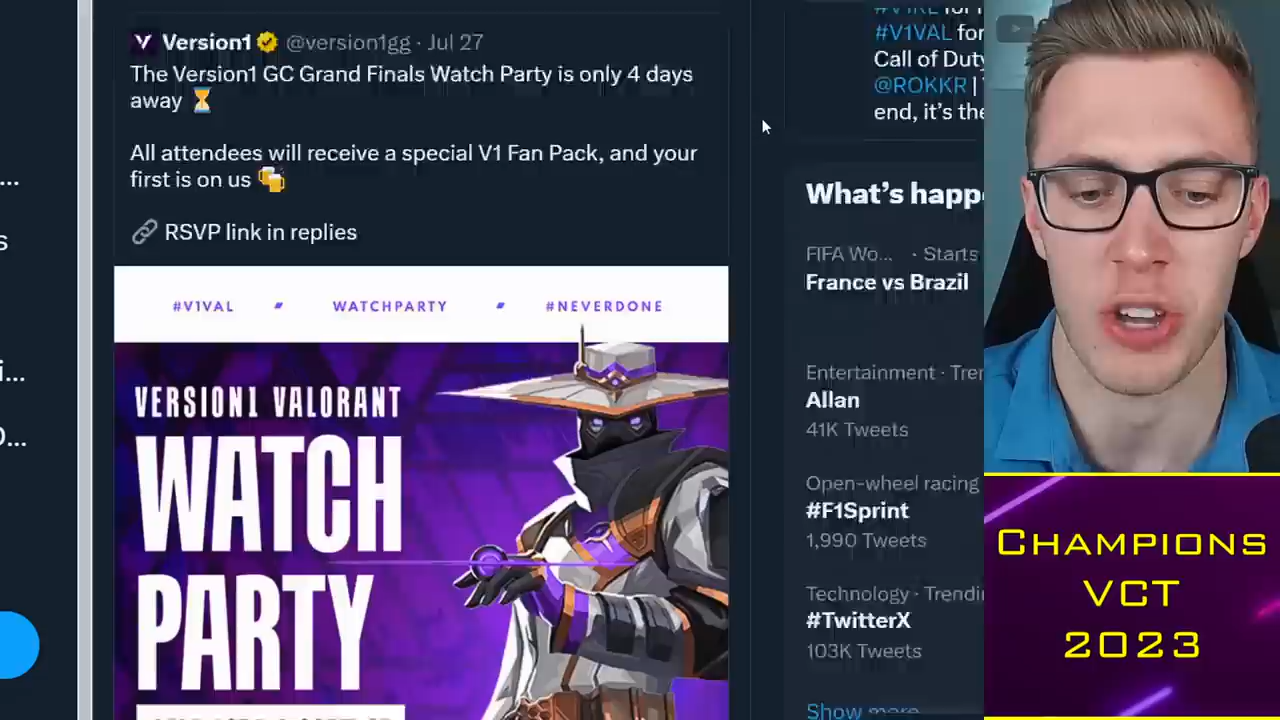 Version1 @version1gg · Jul 27
The Version1 GC Grand Finals Watch Party is only 4 days
away
All attendees will receive a special V1 Fan Pack, and your
first is on us
RSVP link in replies
#V1VAL WATCHPARTY #NEVERDONE
VERSION1 VALORANT
WATCH
PARTY
#V1VAL for
Call of Duty
@ROKKR |
end, it's the
What's happe
FIFA Wo... · Starts
France vs Brazil
Entertainment · Tren
Allan
41K Tweets
Open-wheel racing
#F1Sprint
1,990 Tweets
Technology · Trendi
#TwitterX
103K Tweets
Show more
CHAMPIONS
VCT
2023